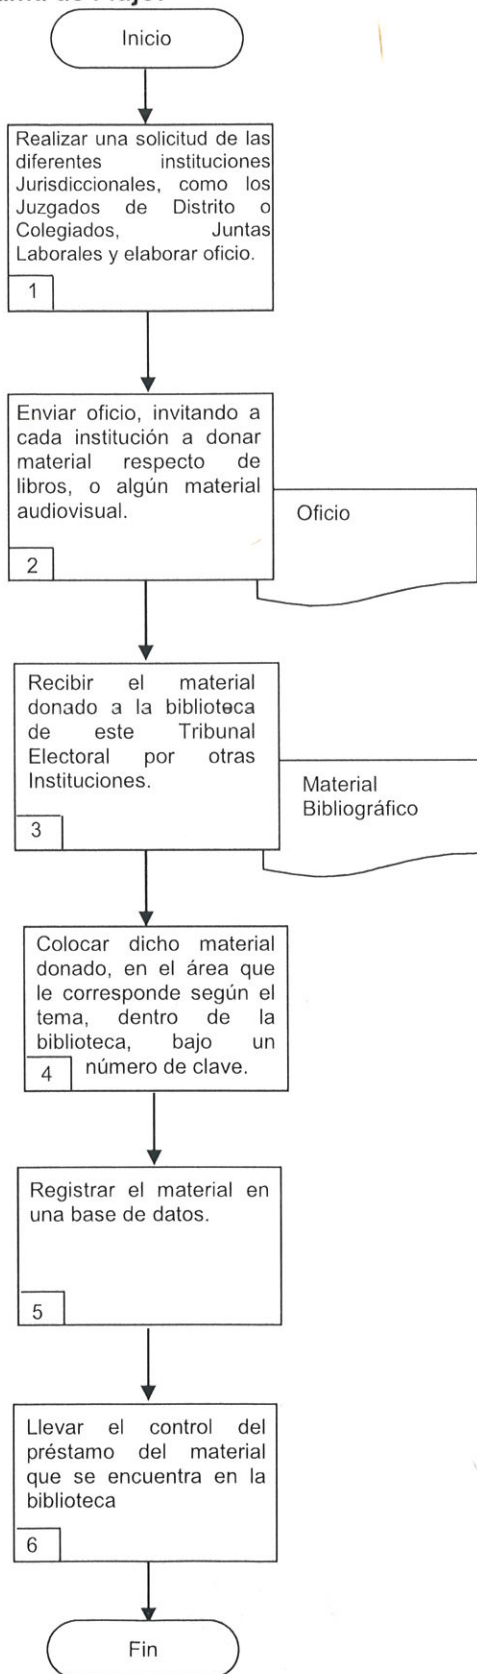 Inicio
Realizar una solicitud de las
diferentes instituciones
Jurisdiccionales, como los
Juzgados de Distrito o
Colegiados, Juntas
Laborales y elaborar oficio.
1
Enviar oficio, invitando a
cada institución a donar
material respecto de
libros, o algún material
audiovisual.
2
Oficio
Recibir el material
donado a la biblioteca
de este Tribunal
Electoral por otras
Instituciones.
3
Material
Bibliográfico
Colocar dicho material
donado, en el área que
le corresponde según el
tema, dentro de la
biblioteca, bajo un
número de clave.
4
Registrar el material en
una base de datos.
5
Llevar el control del
préstamo del material
que se encuentra en la
biblioteca
6
Fin